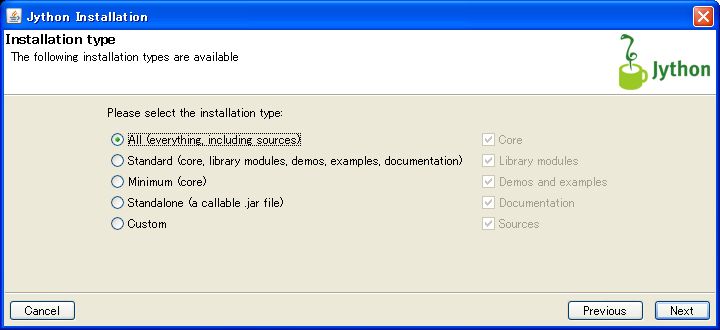 Jython Installation
Installation type
The following installation types are available
Jython
Please select the installation type:
All (everything, including sources)
Core
Standard (core, library modules, demos, examples, documentation)
Library modules
Minimum (core)
Demos and examples
Standalone (a callable .jar file)
Documentation
Custom
Sources
Cancel
Previous
Next